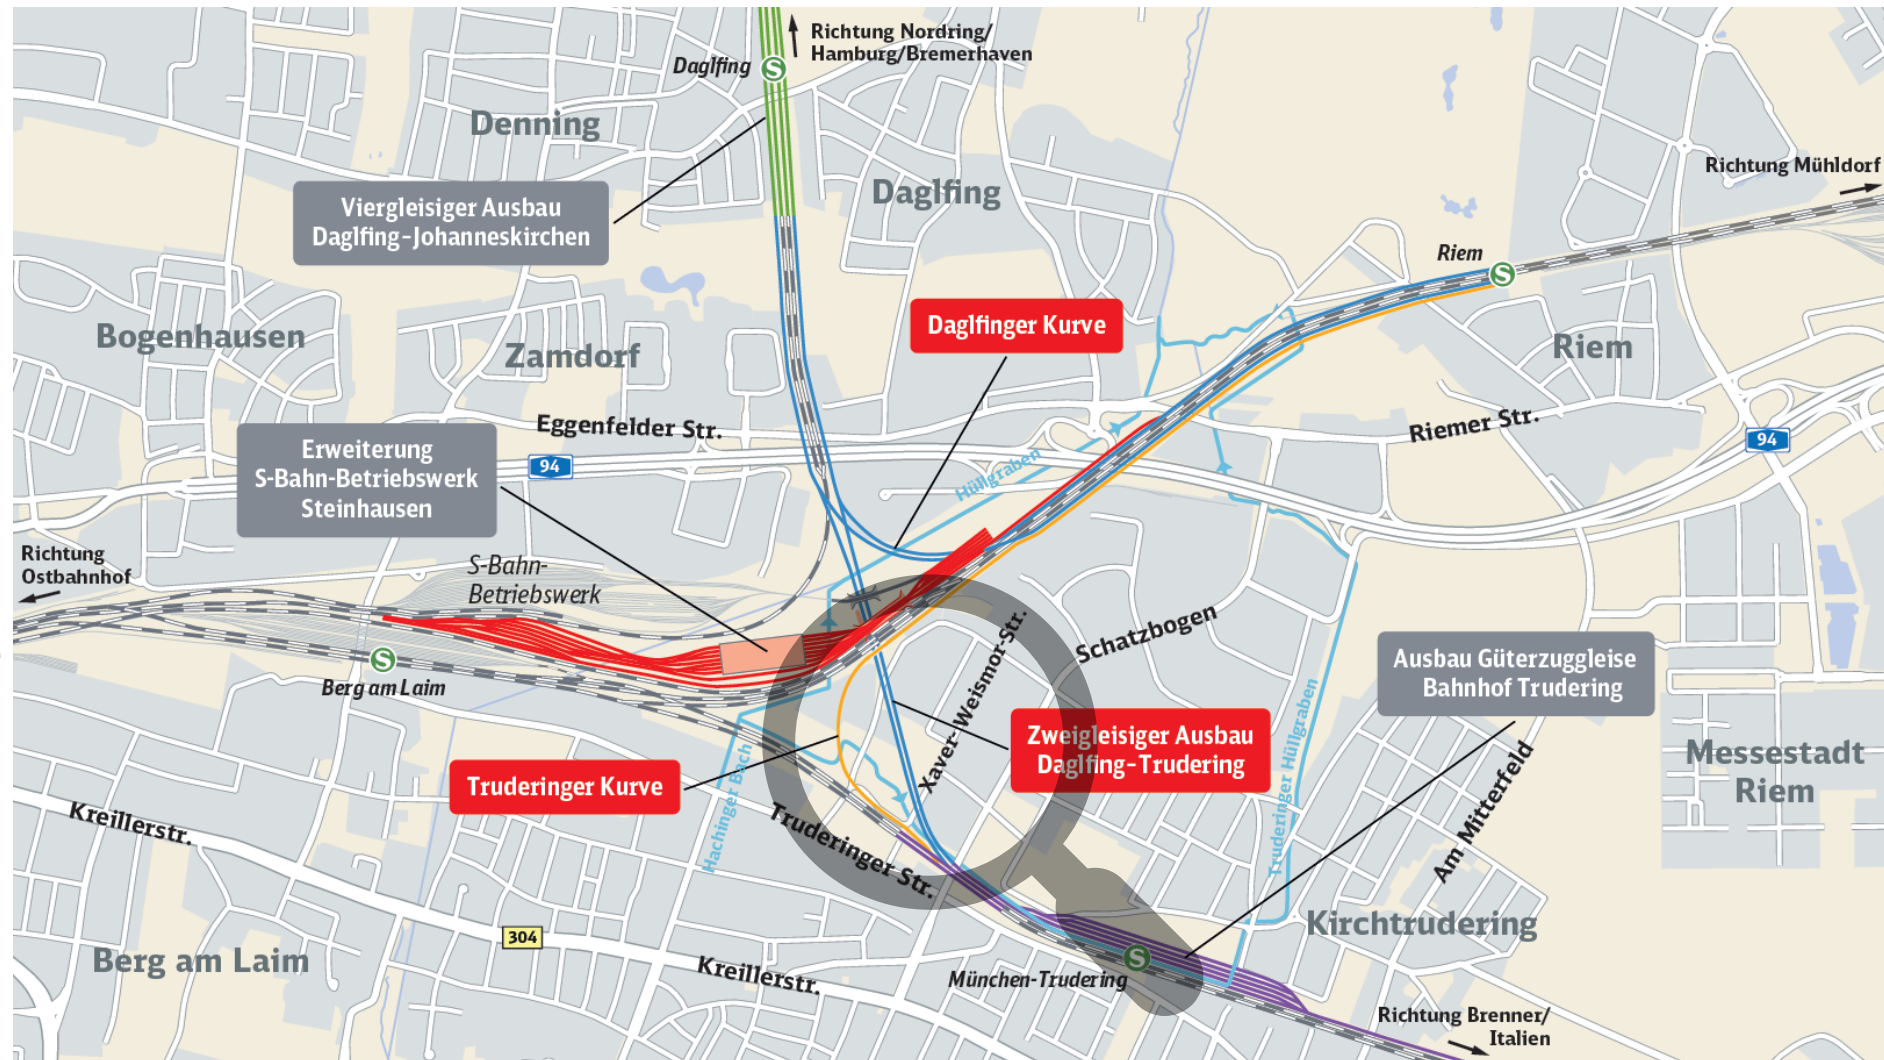 Richtung Nordring/
Hamburg/Bremerhaven
Daglfing
S
Denning
Richtung Mühldorf
Daglfing
Viergleisiger Ausbau
Daglfing-Johanneskirchen
Riem
S
Daglfinger Kurve
Bogenhausen
Zamdorf
Riem
Eggenfelder Str.
Riemer Str.
94
94
Erweiterung
S-Bahn-Betriebswerk
Steinhausen
Hüllgraben
Richtung
Ostbahnhof
S-Bahn-
Betriebswerk
Xaver-Weismor-Str.
Schatzbogen
S
Berg am Laim
Ausbau Güterzuggleise
Bahnhof Trudering
Zweigleisiger Ausbau
Daglfing-Trudering
Truderinger Kurve
Hachinger Bach
Truderinger Hüllgraben
Messestadt
Riem
Am Mitterfeld
Kreillerstr.
Truderinger Str.
Kirchtrudering
304
Berg am Laim
Kreillerstr.
S
München-Trudering
Richtung Brenner/
Italien